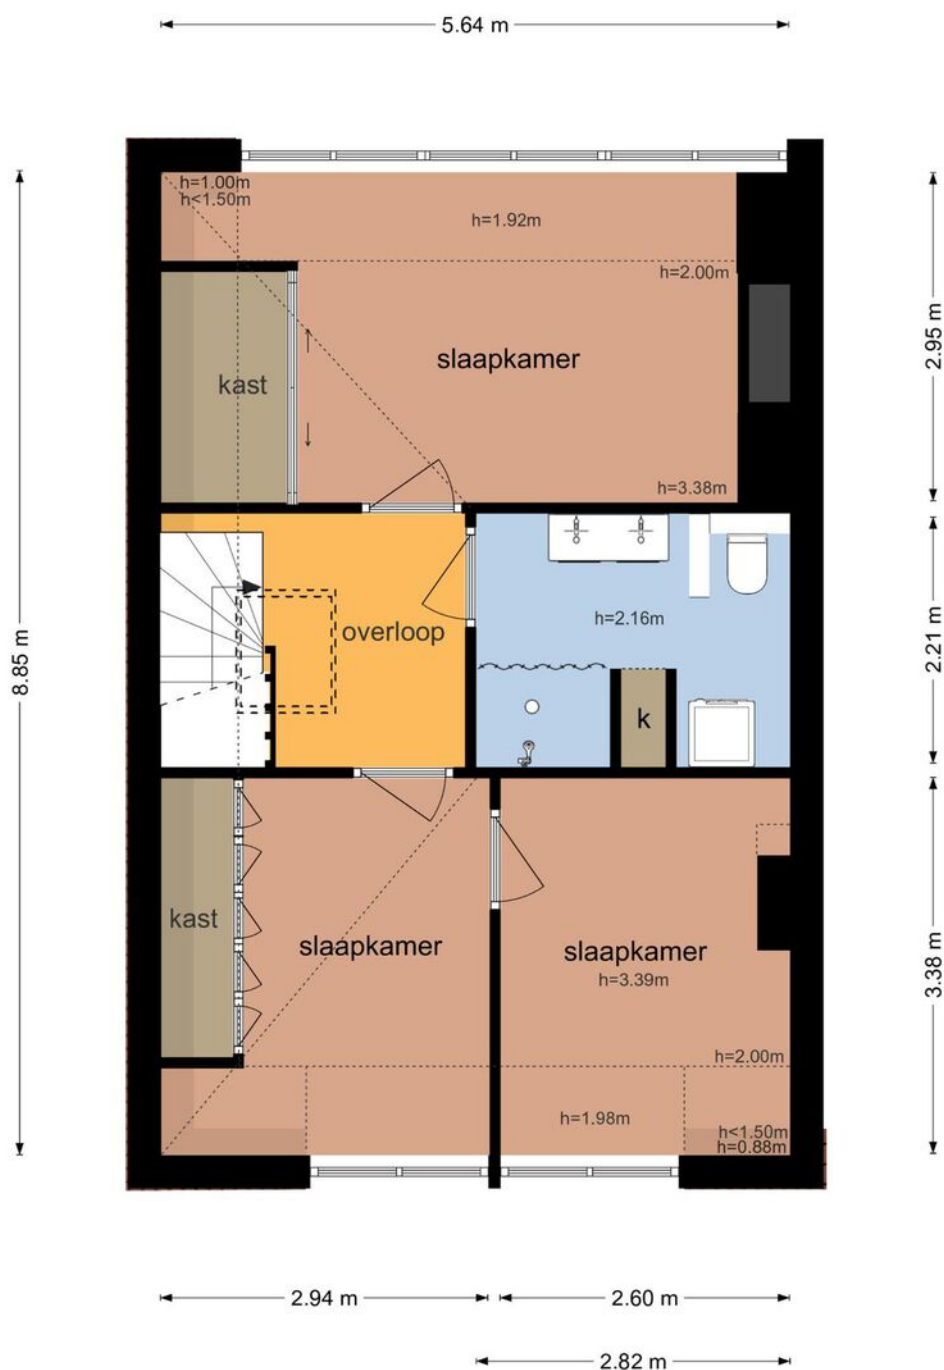 5.64 m
h=1.00m
h<1.50m
h=1.92m
h=2.00m
2.95 m
slaapkamer
kast
h=3.38m
h=2.16m
overloop
2.21 m
8.85 m
k
kast
slaapkamer
slaapkamer
h=3.39m
3.38 m
h=2.00m
h=1.98m
h<1.50m
h=0.88m
2.94 m
2.60 m
2.82 m